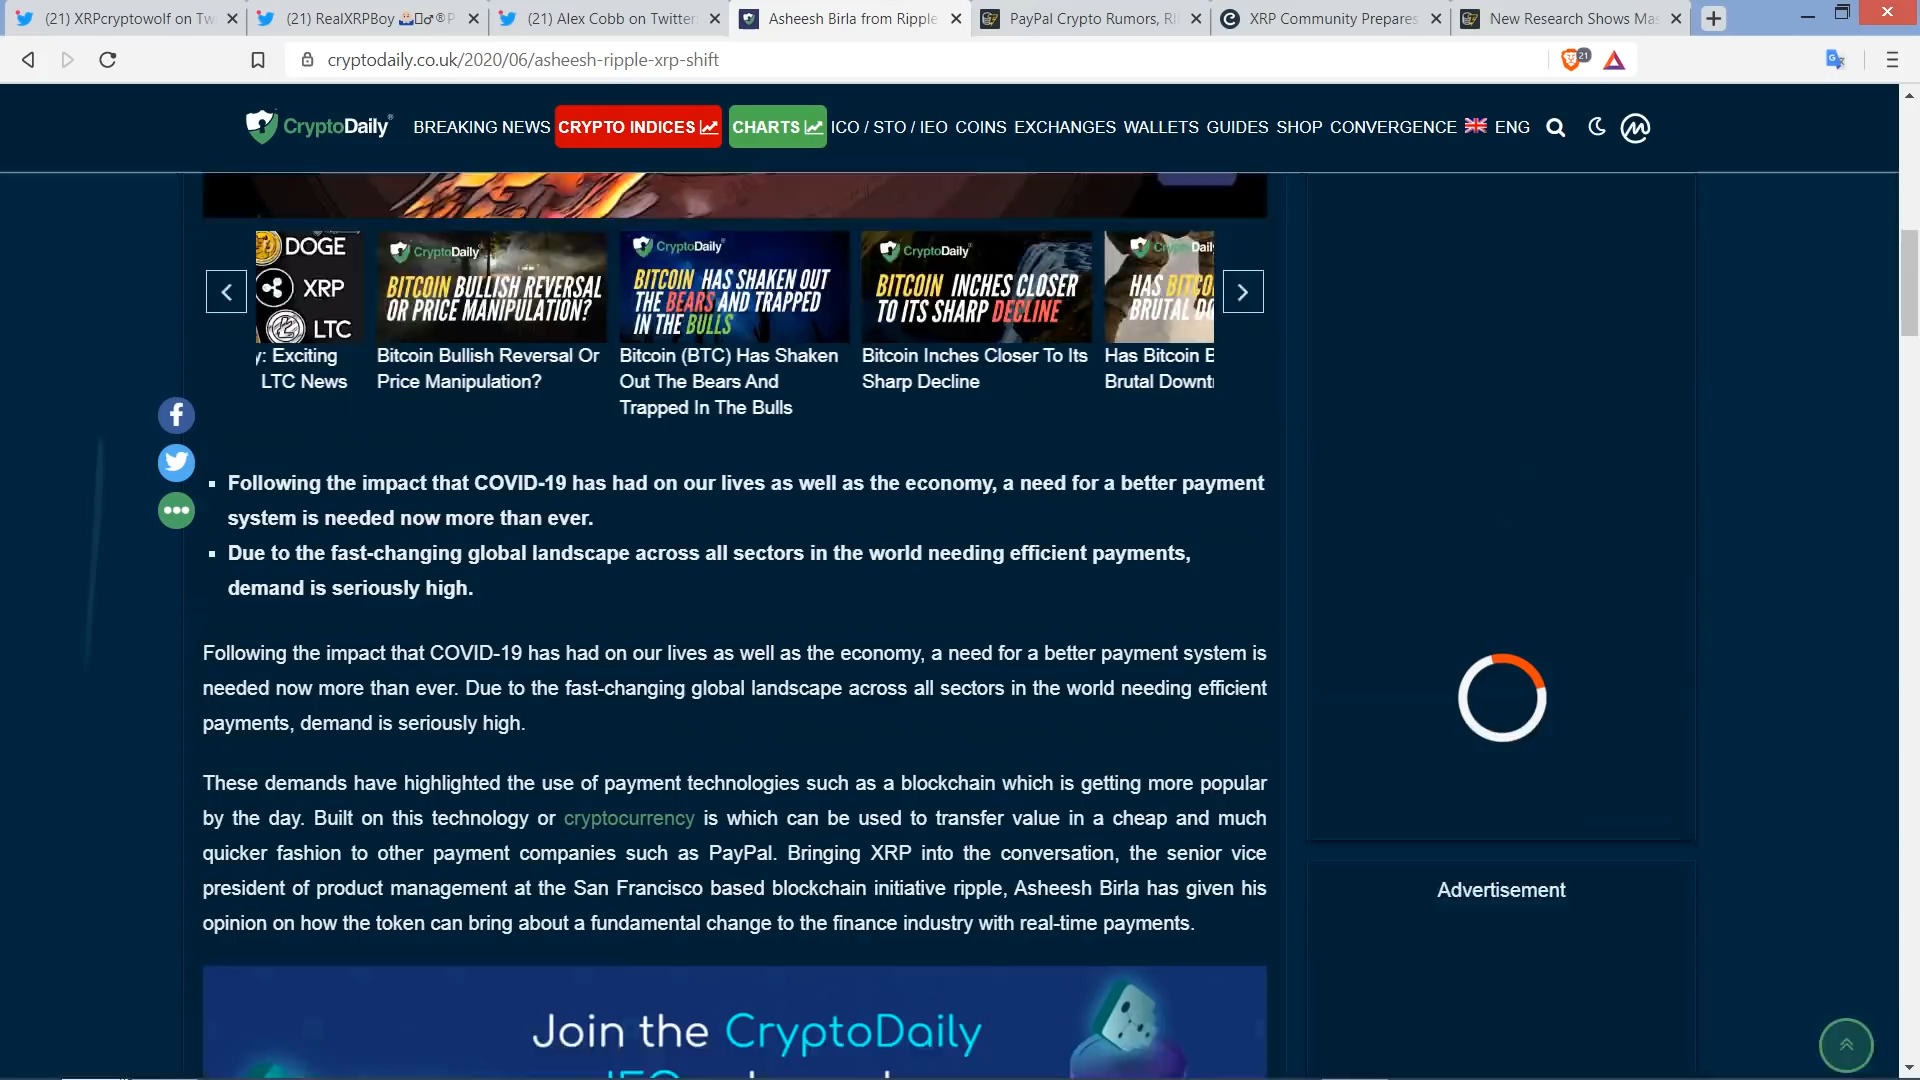 (21) XRPcryptowolf on Tw
(21) RealXRPBoy
(21) Alex Cobb on Twitter
Asheesh Birla from Ripple
PayPal Crypto Rumors,
XRP Community Prepares
New Research Shows Mas
cryptodaily.co.uk/2020/06/asheesh-ripple-xrp-shift
21
CryptoDaily®
BREAKING NEWS CRYPTO INDICES CHARTS ICO / STO / IEO COINS EXCHANGES WALLETS GUIDES SHOP CONVERGENCE ENG
DOGE
XRP
LTC
CryptoDaily
BITCOIN BULLISH REVERSAL
OR PRICE MANIPULATION?
CryptoDaily
BITCOIN HAS SHAKEN OUT
THE BEARS AND TRAPPED
IN THE BULLS
CryptoDaily
BITCOIN INCHES CLOSER
TO ITS SHARP DECLINE
CryptoDaily
HAS BITCO
BRUTAL DO
y: Exciting
LTC News
Bitcoin Bullish Reversal Or
Price Manipulation?
Bitcoin (BTC) Has Shaken
Out The Bears And
Trapped In The Bulls
Bitcoin Inches Closer To Its
Sharp Decline
Has Bitcoin B
Brutal Downt
Following the impact that COVID-19 has had on our lives as well as the economy, a need for a better payment
system is needed now more than ever.
Due to the fast-changing global landscape across all sectors in the world needing efficient payments,
demand is seriously high.
Following the impact that COVID-19 has had on our lives as well as the economy, a need for a better payment system is
needed now more than ever. Due to the fast-changing global landscape across all sectors in the world needing efficient
payments, demand is seriously high.
These demands have highlighted the use of payment technologies such as a blockchain which is getting more popular
by the day. Built on this technology or cryptocurrency is which can be used to transfer value in a cheap and much
quicker fashion to other payment companies such as PayPal. Bringing XRP into the conversation, the senior vice
president of product management at the San Francisco based blockchain initiative ripple, Asheesh Birla has given his
opinion on how the token can bring about a fundamental change to the finance industry with real-time payments.
Advertisement
Join the CryptoDaily